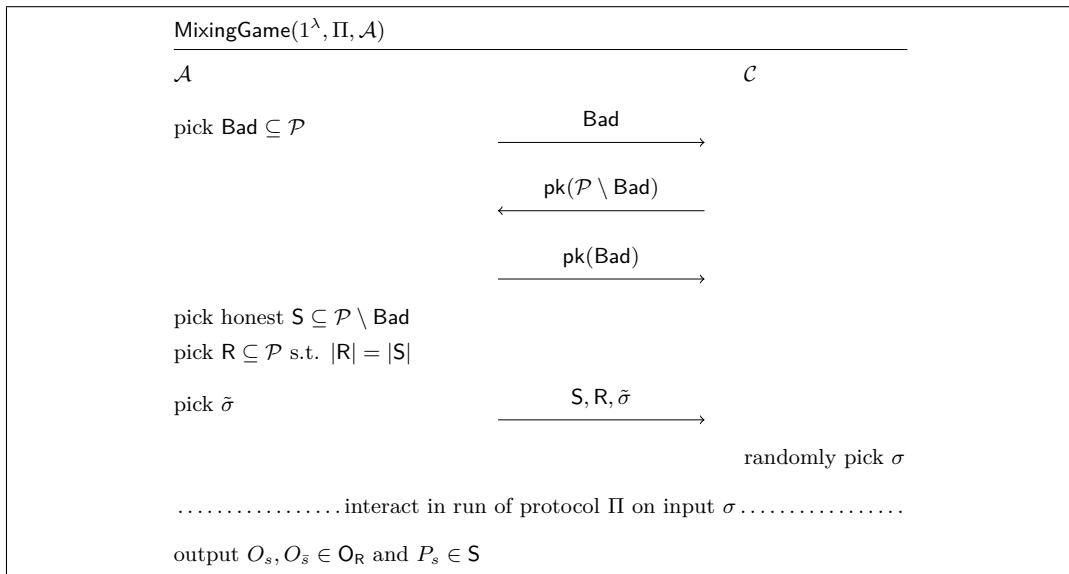 MixingGame(1^λ, Π, 𝒜)
𝒜 𝒞
pick Bad ⊆ 𝒫 Bad
pk(𝒫 \ Bad)
pk(Bad)
pick honest S ⊆ 𝒫 \ Bad
pick R ⊆ 𝒫 s.t. |R| = |S|
pick σ̃ S, R, σ̃
randomly pick σ
................. interact in run of protocol Π on input σ .................
output O_s, O_s̄ ∈ O_R and P_s ∈ S